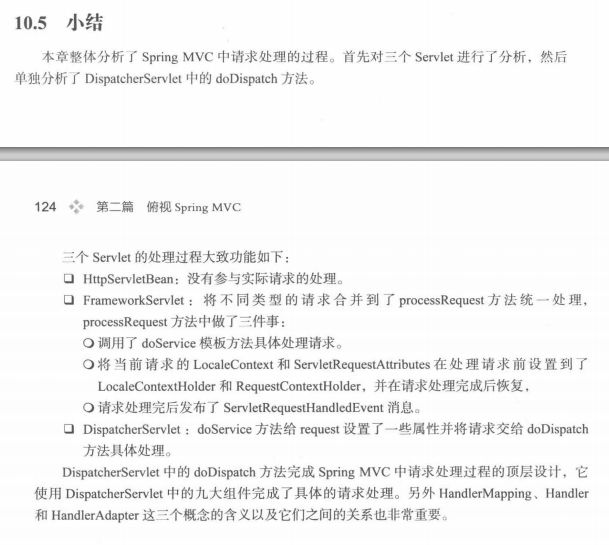 10.5 小结
本章整体分析了 Spring MVC 中请求处理的过程。首先对三个 Servlet 进行了分析，然后
单独分析了 DispatcherServlet 中的 doDispatch 方法。
124 第二篇 俯视 Spring MVC
三个 Servlet 的处理过程大致功能如下：
❑ HttpServletBean：没有参与实际请求的处理。
❑ FrameworkServlet：将不同类型的请求合并到了 processRequest 方法统一处理，
processRequest 方法中做了三件事：
○ 调用了 doService 模板方法具体处理请求。
○ 将当前请求的 LocaleContext 和 ServletRequestAttributes 在处理请求前设置到了
LocaleContextHolder 和 RequestContextHolder，并在请求处理完成后恢复，
○ 请求处理完后发布了 ServletRequestHandledEvent 消息。
❑ DispatcherServlet：doService 方法给 request 设置了一些属性并将请求交给 doDispatch
方法具体处理。
DispatcherServlet 中的 doDispatch 方法完成 Spring MVC 中请求处理过程的顶层设计，它
使用 DispatcherServlet 中的九大组件完成了具体的请求处理。另外 HandlerMapping、Handler
和 HandlerAdapter 这三个概念的含义以及它们之间的关系也非常重要。